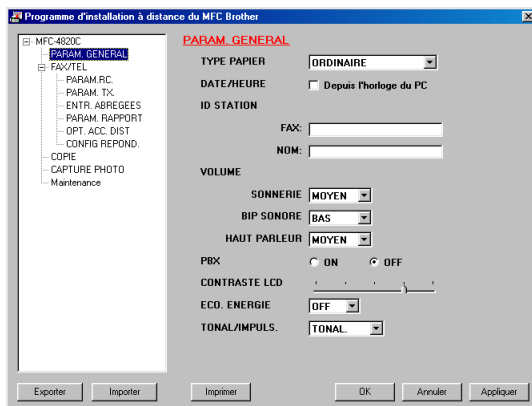 Programme d'installation à distance du MFC Brother
MFC-4820C
PARAM. GENERAL
FAX/TEL
PARAM.RC.
PARAM. TX.
ENTR. ABREGEES
PARAM. RAPPORT
OPT. ACC. DIST
CONFIG REPOND.
COPIE
CAPTURE PHOTO
Maintenance
PARAM. GENERAL
TYPE PAPIER ORDINAIRE
DATE/HEURE Depuis l'horloge du PC
ID STATION
FAX:
NOM:
VOLUME
SONNERIE MOYEN
BIP SONORE BAS
HAUT PARLEUR MOYEN
PBX ON OFF
CONTRASTE LCD
ECO. ENERGIE OFF
TONAL/IMPULS. TONAL.
Exporter Importer Imprimer OK Annuler Appliquer